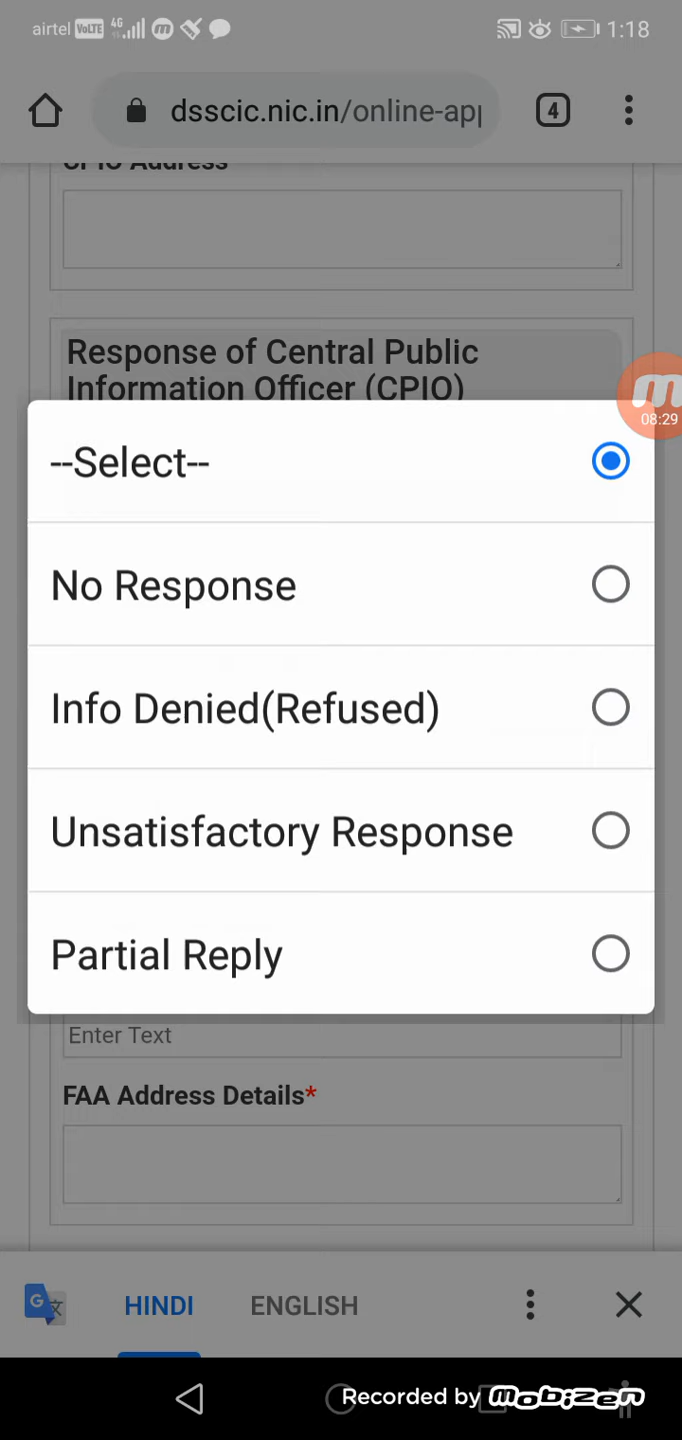 airtel VoLTE 4G 1:18
dsscic.nic.in/online-app 4
CPIO Address
Response of Central Public
Information Officer (CPIO)
08:29
--Select--
No Response
Info Denied(Refused)
Unsatisfactory Response
Partial Reply
Enter Text
FAA Address Details*
HINDI ENGLISH
Recorded by Mobizen